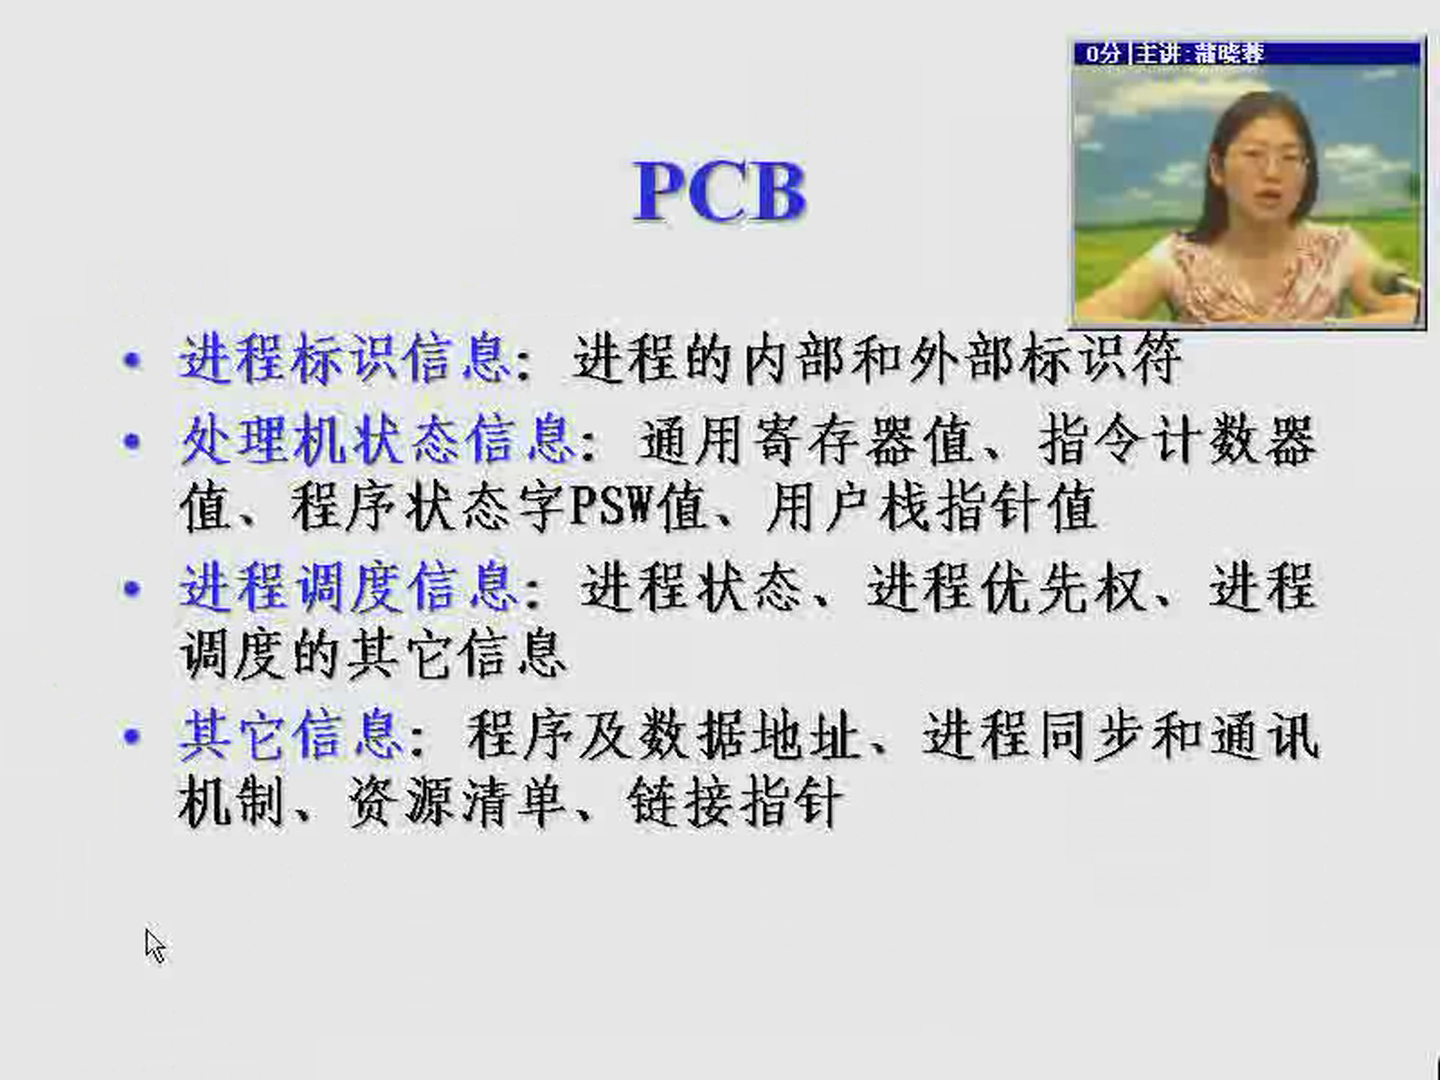 0分|主讲:蒲晓蓉
PCB
• 进程标识信息：进程的内部和外部标识符
• 处理机状态信息：通用寄存器值、指令计数器
值、程序状态字PSW值、用户栈指针值
• 进程调度信息：进程状态、进程优先权、进程
调度的其它信息
• 其它信息：程序及数据地址、进程同步和通讯
机制、资源清单、链接指针